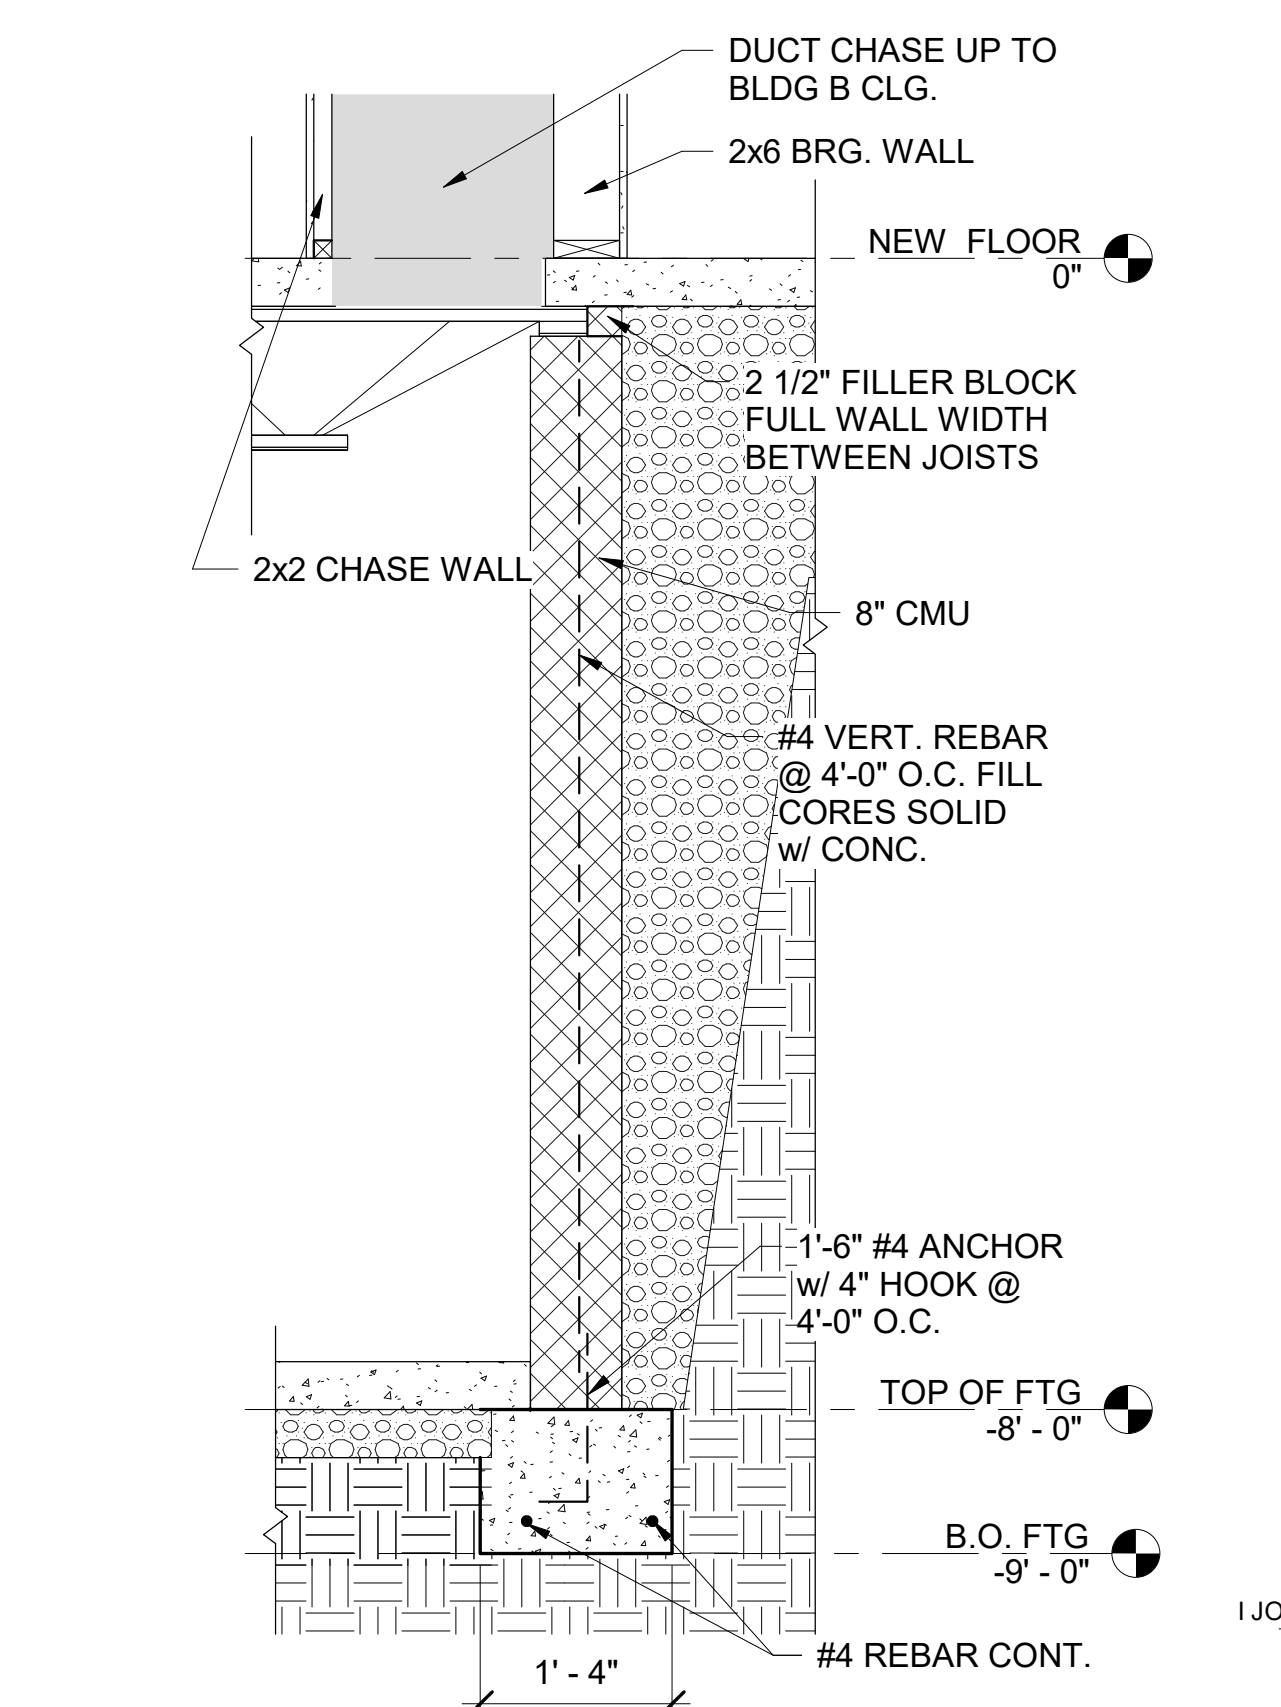 DUCT CHASE UP TO
BLDG B CLG.
2x6 BRG. WALL
NEW FLOOR
0"
2 1/2" FILLER BLOCK
FULL WALL WIDTH
BETWEEN JOISTS
2x2 CHASE WALL
8" CMU
#4 VERT. REBAR
@ 4'-0" O.C. FILL
CORES SOLID
w/ CONC.
1'-6" #4 ANCHOR
w/ 4" HOOK @
4'-0" O.C.
TOP OF FTG
-8' - 0"
B.O. FTG
-9' - 0"
I JO
#4 REBAR CONT.
1' - 4"